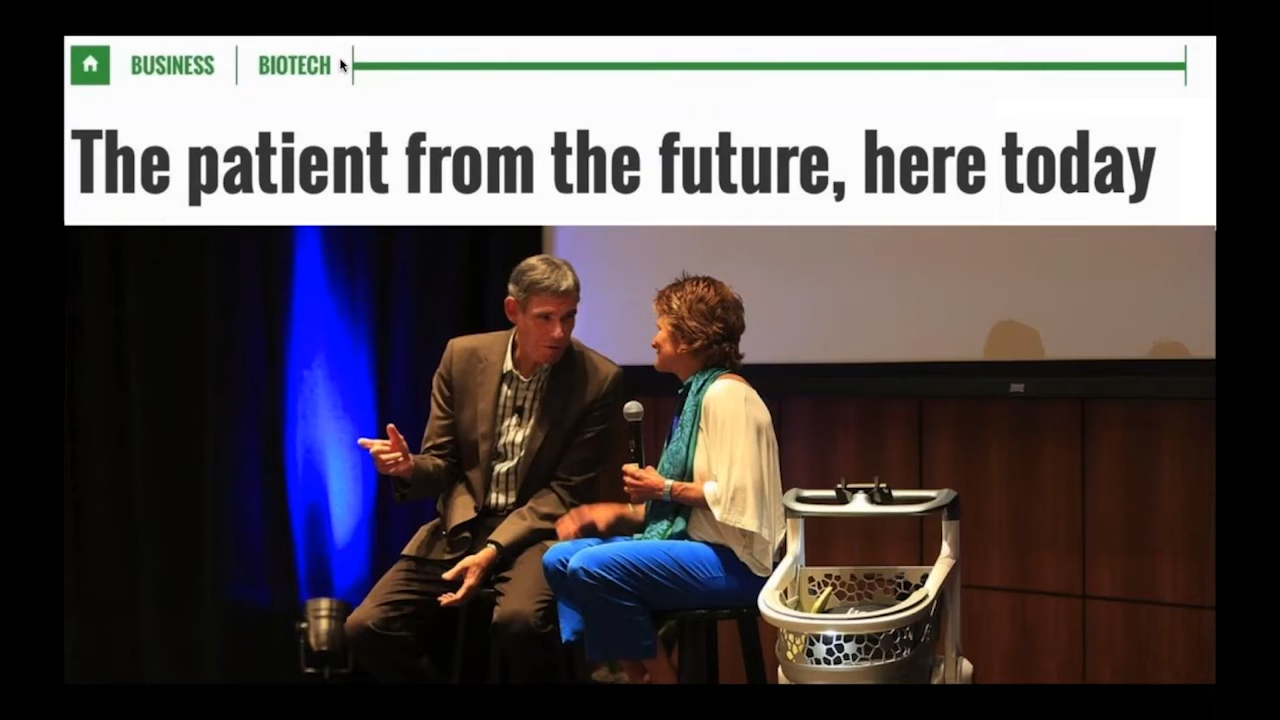 BUSINESS BIOTECH
The patient from the future, here today